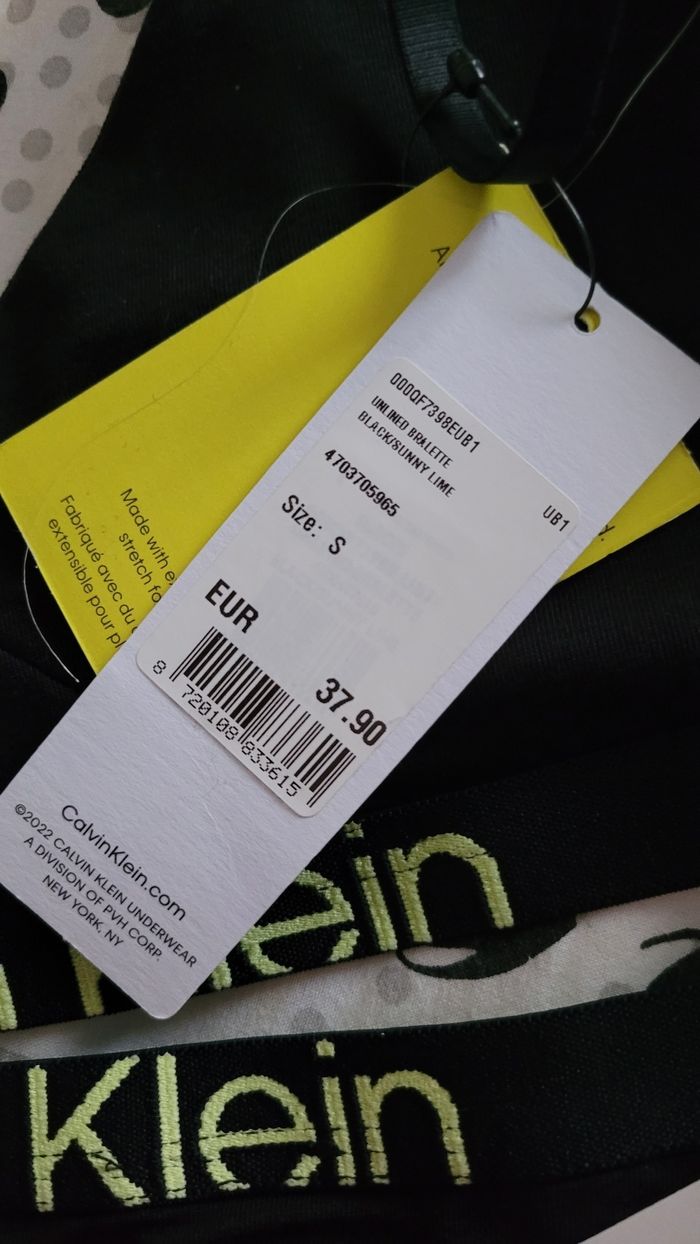 000QF7398EUB1
UNLINED BRALETTE
BLACK/SUNNY LIME
UB1
4703705965
Size: S
EUR
37.90
8 720108 833615
CalvinKlein.com
©2022 CALVIN KLEIN UNDERWEAR
A DIVISION OF PVH CORP.
NEW YORK, NY
Made with
stretch
Fabriqué avec du
extensible pour
Klein
Klein